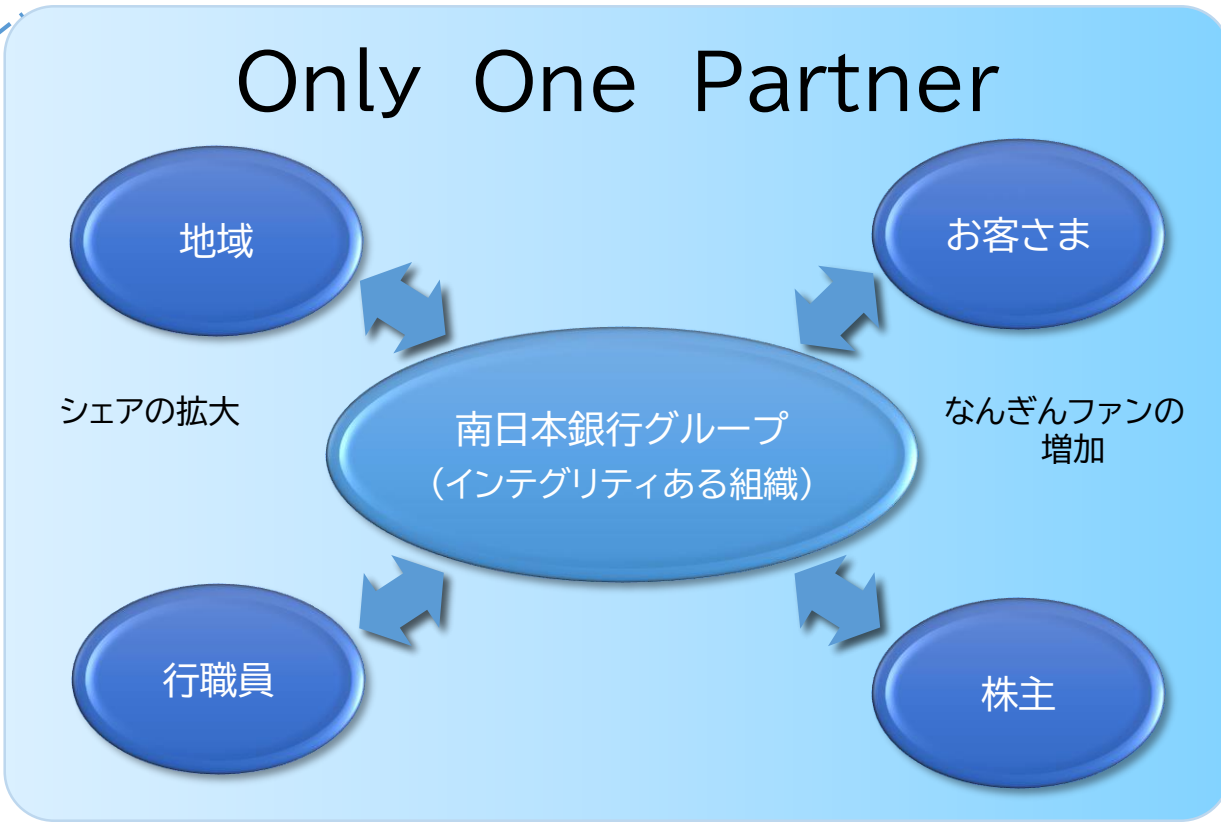 Only One Partner
地域
お客さま
シェアの拡大
南日本銀行グループ
（インテグリティある組織）
なんぎんファンの
増加
行職員
株主